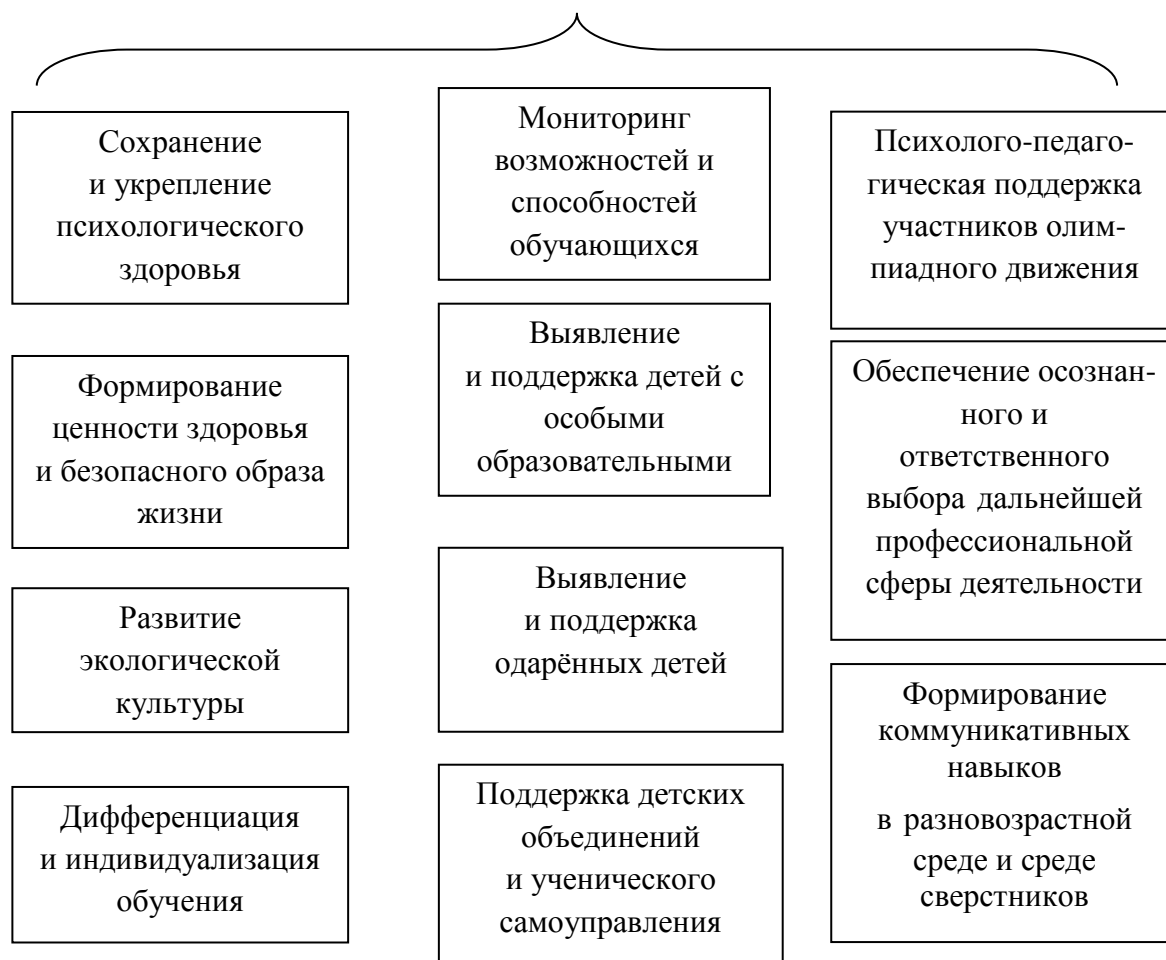 Сохранение
и укрепление
психологического
здоровья
Формирование
ценности здоровья
и безопасного образа
жизни
Развитие
экологической
культуры
Дифференциация
и индивидуализация
обучения
Мониторинг
возможностей и
способностей
обучающихся
Выявление
и поддержка детей с
особыми
образовательными
Выявление
и поддержка
одарённых детей
Поддержка детских
объединений
и ученического
самоуправления
Психолого-педаго-
гическая поддержка
участников олим-
пиадного движения
Обеспечение осознан-
ного и
ответственного
выбора дальнейшей
профессиональной
сферы деятельности
Формирование
коммуникативных
навыков
в разновозрастной
среде и среде
сверстников